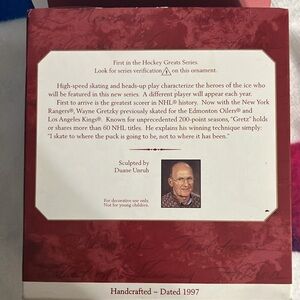 First in the Hockey Greats Series.
Look for series verification 1 on this ornament.
High-speed skating and heads-up play characterize the heroes of the ice who
will be featured in this new series. A different player will appear each year.
First to arrive is the greatest scorer in NHL® history. Now with the New York
Rangers®, Wayne Gretzky previously skated for the Edmonton Oilers® and
Los Angeles Kings®. Known for unprecedented 200-point seasons, "Gretz" holds
or shares more than 60 NHL titles. He explains his winning technique simply:
"I skate to where the puck is going to be, not to where it has been."
Sculpted by
Duane Unruh
For decorative use only.
Not for young children.
Handcrafted – Dated 1997